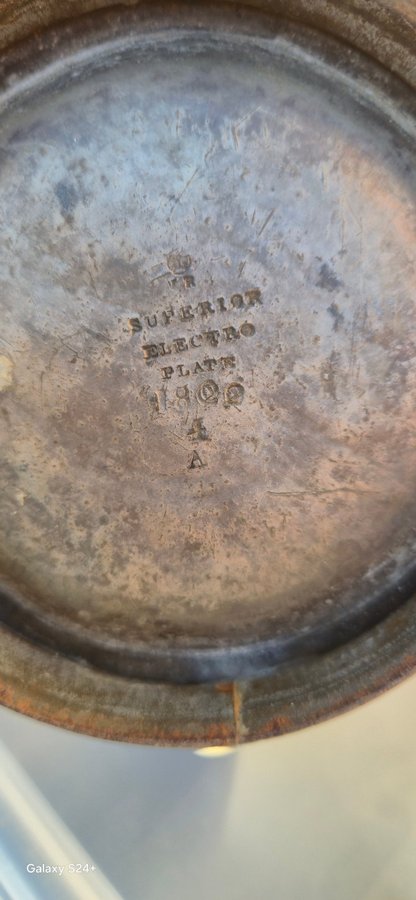 SUPERIOR
ELECTRO
PLATE
4
A
Galaxy S24+